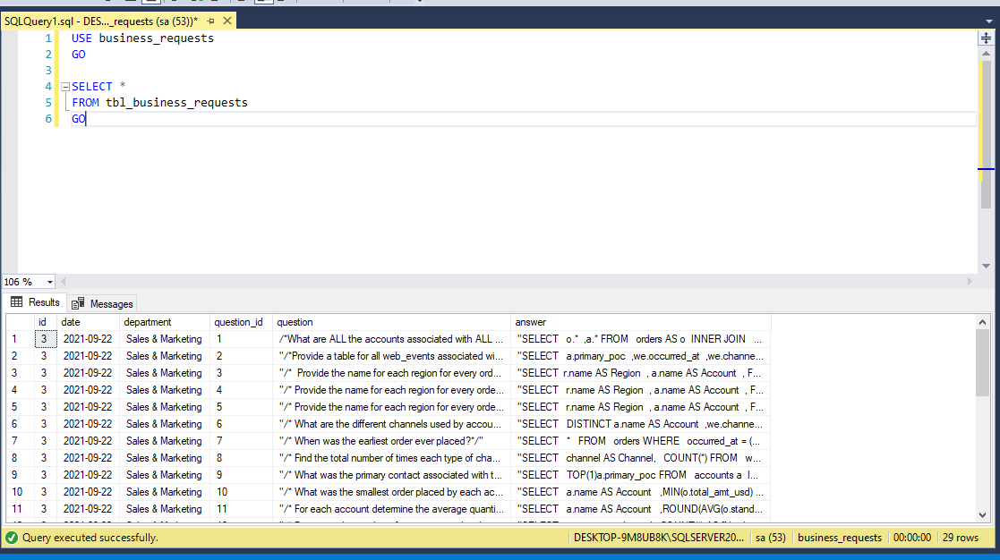 SQLQuery1.sql - DES..._requests (sa (53))*
1 USE business_requests
2 GO
3
4 SELECT *
5 FROM tbl_business_requests
6 GO
106 %
Results Messages
id date department question_id question answer
1 3 2021-09-22 Sales & Marketing 1 /*What are ALL the accounts associated with ALL ... "SELECT o.* ,a.* FROM orders AS o INNER JOIN ...
2 3 2021-09-22 Sales & Marketing 2 "/*Provide a table for all web_events associated wi... "SELECT a.primary_poc ,we.occurred_at ,we.channe...
3 3 2021-09-22 Sales & Marketing 3 "/* Provide the name for each region for every ord... "SELECT r.name AS Region , a.name AS Account , F...
4 3 2021-09-22 Sales & Marketing 4 "/* Provide the name for each region for every orde... "SELECT r.name AS Region , a.name AS Account , F...
5 3 2021-09-22 Sales & Marketing 5 "/* Provide the name for each region for every orde... "SELECT r.name AS Region , a.name AS Account , F...
6 3 2021-09-22 Sales & Marketing 6 "/* What are the different channels used by accou... "SELECT DISTINCT a.name AS Account ,we.channe...
7 3 2021-09-22 Sales & Marketing 7 "/* When was the earliest order ever placed?*/" "SELECT * FROM orders WHERE occurred_at = (...
8 3 2021-09-22 Sales & Marketing 8 "/* Find the total number of times each type of cha... "SELECT channel AS Channel, COUNT(*) FROM w...
9 3 2021-09-22 Sales & Marketing 9 "/* What was the primary contact associated with t... "SELECT TOP(1)a.primary_poc FROM accounts a I...
10 3 2021-09-22 Sales & Marketing 10 "/* What was the smallest order placed by each ac... "SELECT a.name AS Account ,MIN(o.total_amt_usd) ...
11 3 2021-09-22 Sales & Marketing 11 "/* For each account determine the average quanti... "SELECT a.name AS Account ,ROUND(AVG(o.stand...
Query executed successfully. DESKTOP-9M8UB8K\SQLSERVER20... sa (53) business_requests 00:00:00 29 rows